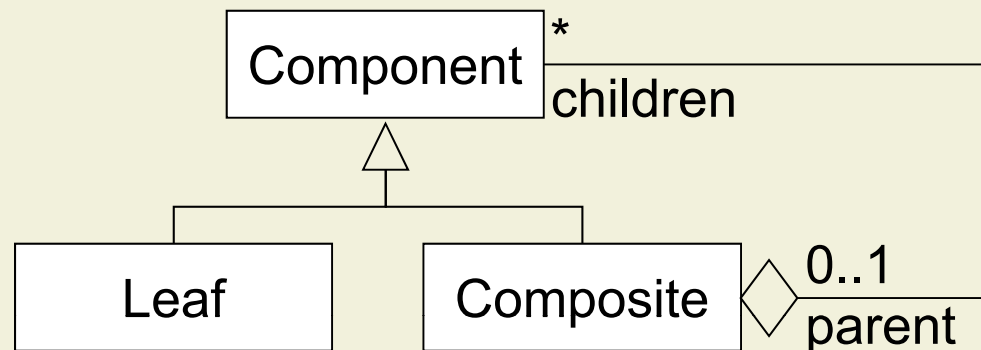 Component
*
children
Leaf
Composite
0..1
parent